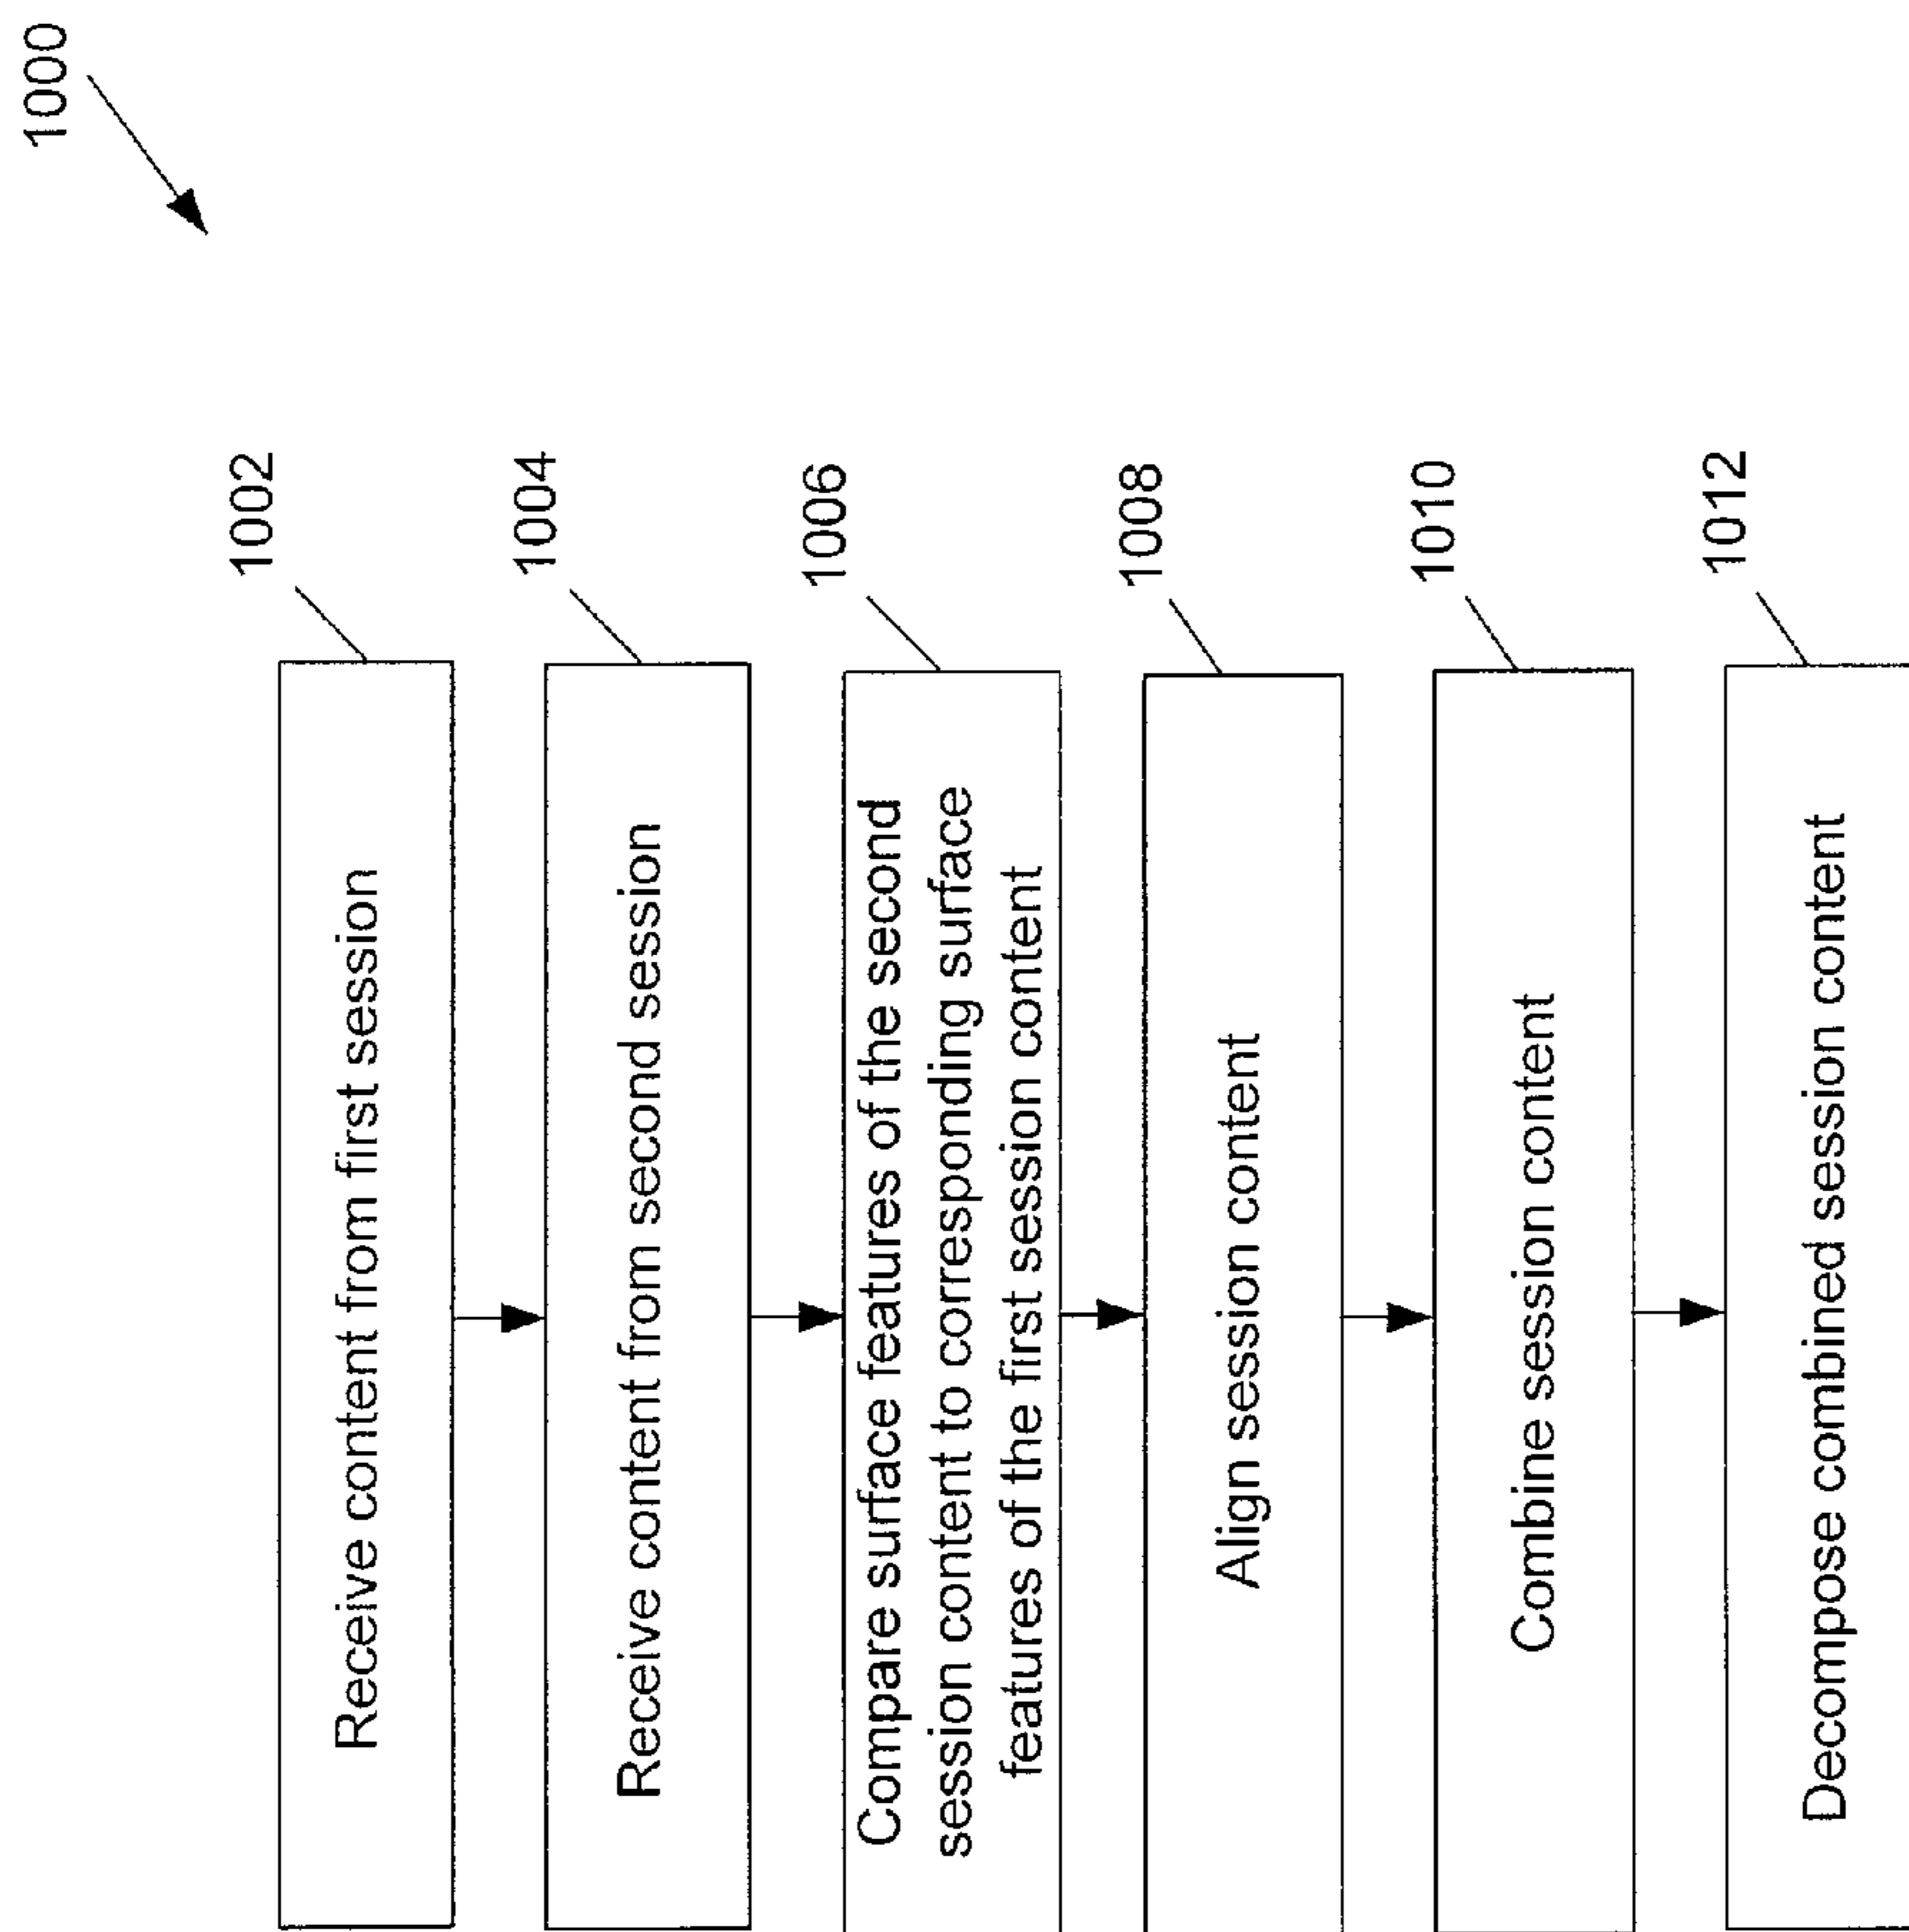 1000
1002
Receive content from first session
1004
Receive content from second session
1006
Compare surface features of the second
session content to corresponding surface
features of the first session content
1008
Align session content
1010
Combine session content
1012
Decompose combined session content